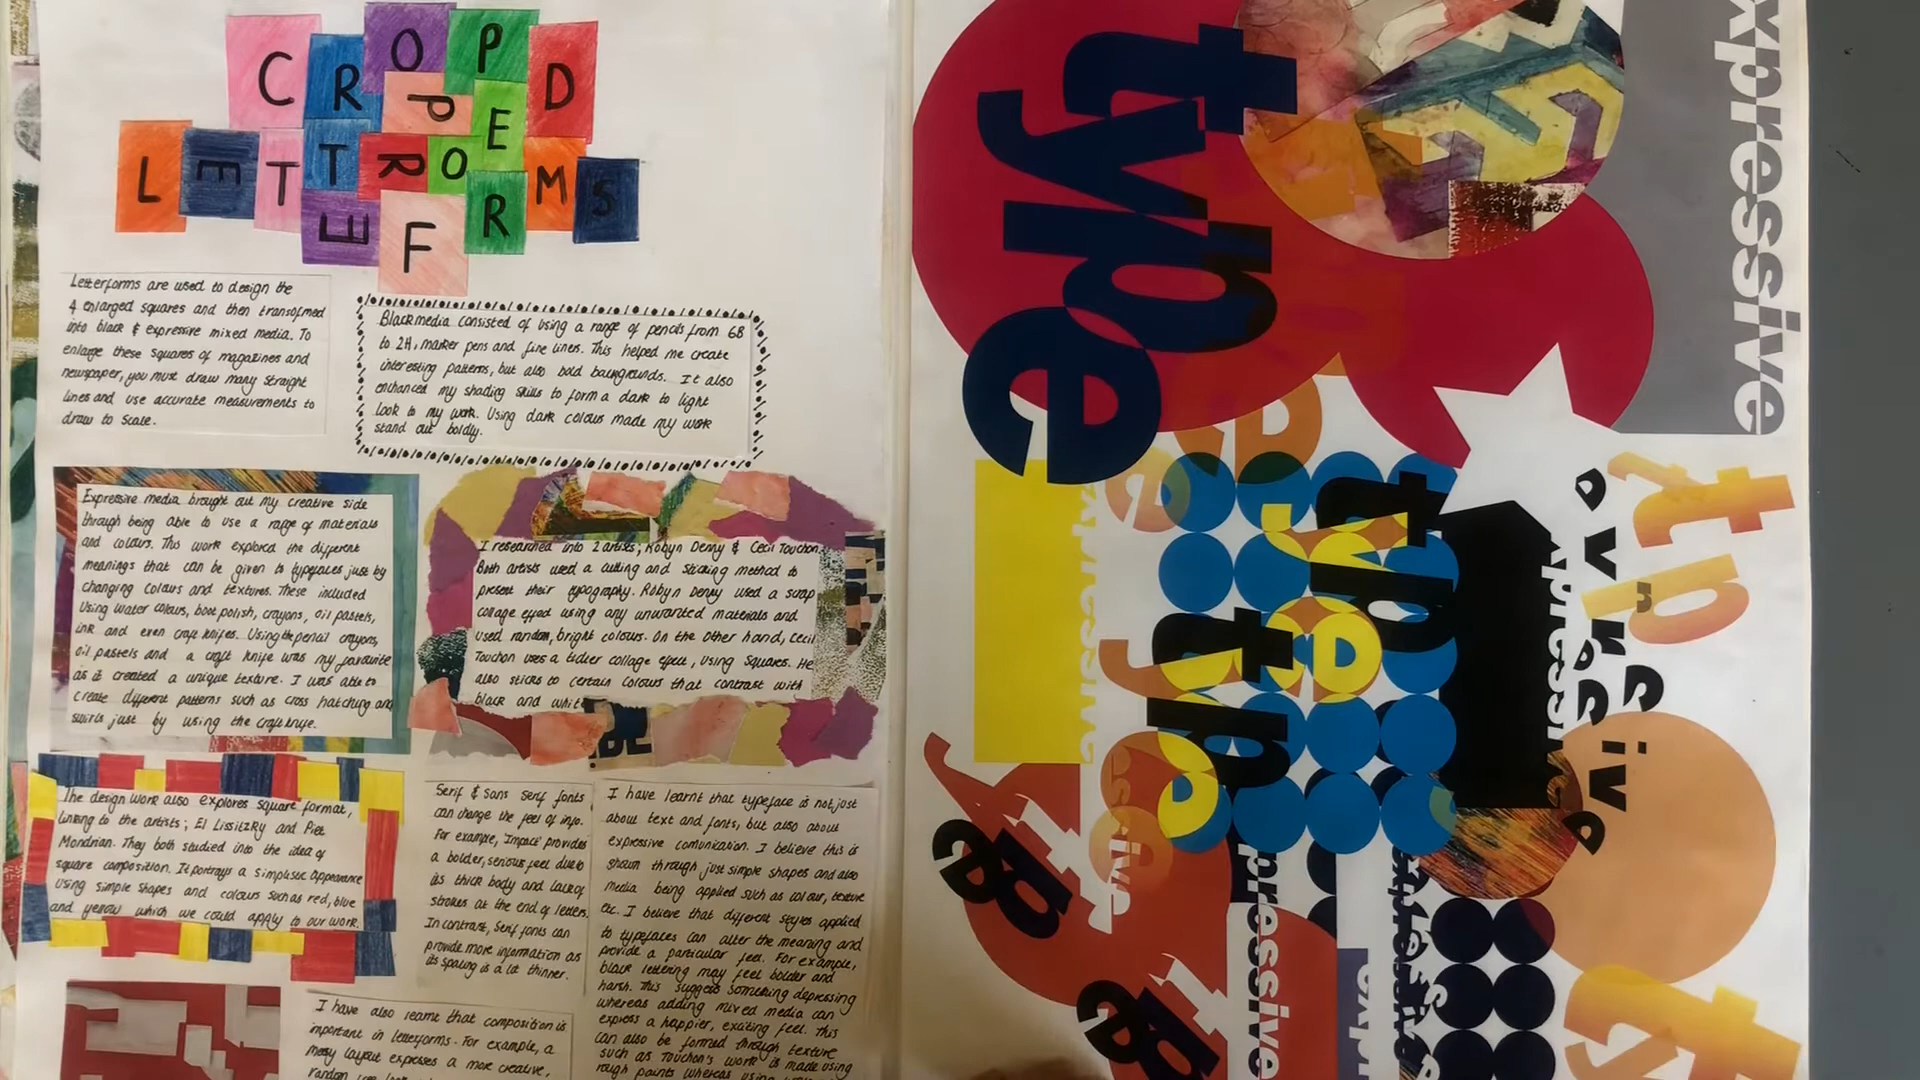 CROPPED
LETTERFORMS
Letterforms are used to design the
4 enlarged squares and then transofmed
into black & expressive mixed media. To
enlarge these squares of magazines and
newspaper, you must draw many straight
lines and use accurate measurements to
draw to scale.
Black media consisted of using a range of pencils from 6B
to 2H, marker pens and fine liners. This helped me create
interesting patterns, but also bold backgrounds. It also
enhanced my shading skills to form a dark to light
look to my work. Using dark colours made my work
stand out boldly.
Expressive media brought out my creative side
through being able to use a range of materials
and colours. This work explored the different
meanings that can be given to typefaces just by
changing colours and textures. These included
using water colours, boot polish, crayons, oil pastels,
ink and even craft knifes. Using the pencil crayons,
oil pastels and a craft knife was my favourite
as it created a unique texture. I was able to
create different patterns such as cross hatching and
swirls just by using the craft knife.
I researched into 2 artists; Robyn Denny & Cecil Touchon.
Both artists used a cutting and sticking method to
present their typography. Robyn Denny used a scrap
collage effect using any unwanted materials and
used random, bright colours. On the other hand, Cecil
Touchon uses a tidier collage effect, using squares. He
also sticks to certain colours that contrast with
black and whit
The design work also explores square format,
linking to the artists; El Lissitzky and Piet
Mondrian. They both studied into the idea of
square composition. It portrays a simplistic appearance
using simple shapes and colours such as red, blue
and yellow which we could apply to our work.
Serif & Sans Serif fonts
can change the feel of info.
For example, 'Impact' provides
a bolder, serious feel due to
its thick body and lack of
strokes at the end of letters.
In contrast, Serif fonts can
provide more information as
its spacing is a lot thinner.
I have learnt that typeface is not just
about text and fonts, but also about
expressive comunication. I believe this is
shown through just simple shapes and also
media being applied such as colour, texture
etc. I believe that different styles applied
to typefaces can alter the meaning and
provide a particular feel. For example,
black lettering may feel bolder and
harsh. This suggests something depressing
whereas adding mixed media can
express a happier, exciting feel. This
can also be formed through texture
such as Touchon's work is made using
rough points whereas using
I have also learnt that composition is
important in letterforms. For example, a
messy layout expresses a more creative,
random
type
expressive
type
typ
expressive
expressive
tp
expressive
type
essive
expressive